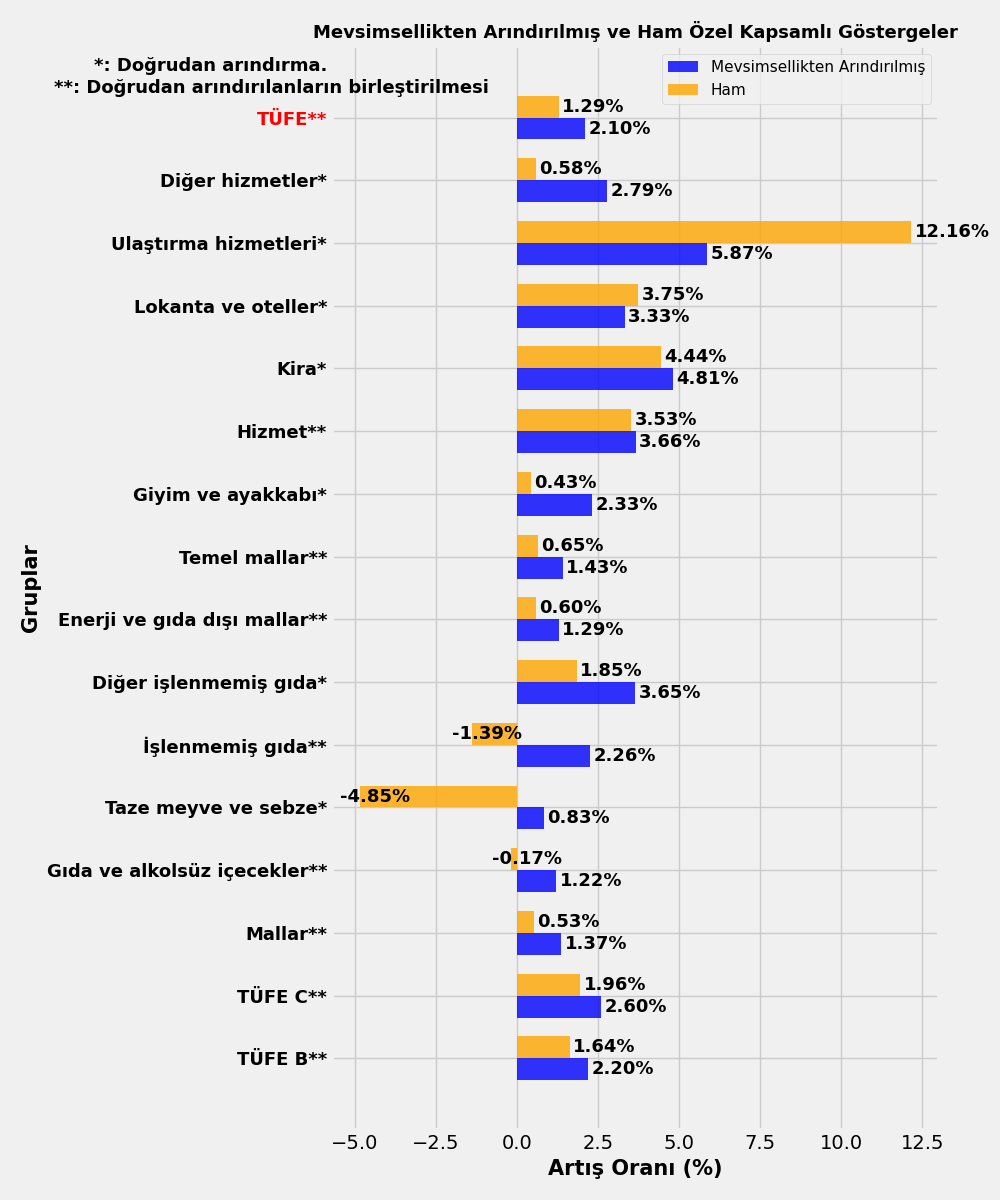 Mevsimsellikten Arındırılmış ve Ham Özel Kapsamlı Göstergeler
*: Doğrudan arındırma.
**: Doğrudan arındırılanların birleştirilmesi
Mevsimsellikten Arındırılmış
Ham
TÜFE**
1.29%
2.10%
Diğer hizmetler*
0.58%
2.79%
Ulaştırma hizmetleri*
12.16%
5.87%
Lokanta ve oteller*
3.75%
3.33%
Kira*
4.44%
4.81%
Hizmet**
3.53%
3.66%
Giyim ve ayakkabı*
0.43%
2.33%
Temel mallar**
0.65%
1.43%
Enerji ve gıda dışı mallar**
0.60%
1.29%
Diğer işlenmemiş gıda*
1.85%
3.65%
İşlenmemiş gıda**
-1.39%
2.26%
Taze meyve ve sebze*
-4.85%
0.83%
Gıda ve alkolsüz içecekler**
-0.17%
1.22%
Mallar**
0.53%
1.37%
TÜFE C**
1.96%
2.60%
TÜFE B**
1.64%
2.20%
Gruplar
−5.0 −2.5 0.0 2.5 5.0 7.5 10.0 12.5
Artış Oranı (%)